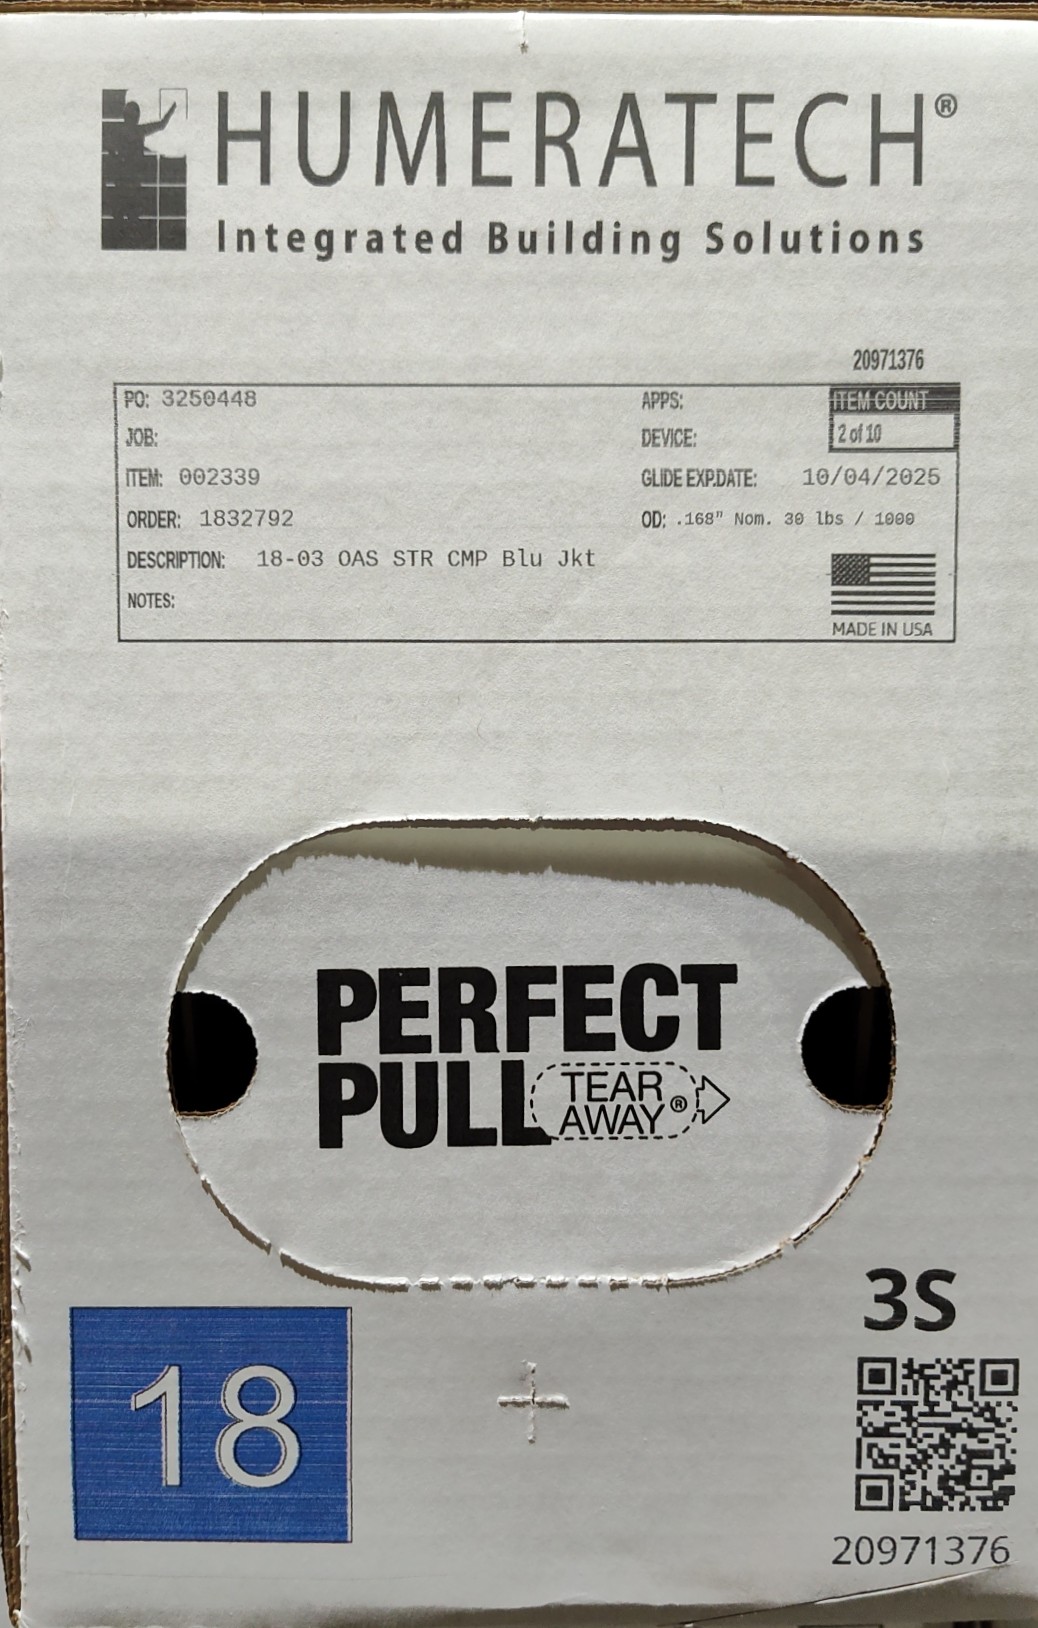 HUMERATECH®
Integrated Building Solutions
20971376
PO: 3250448
APPS:
ITEM COUNT
JOB:
DEVICE:
2 of 10
ITEM: 002339
GLIDE EXP.DATE: 10/04/2025
ORDER: 1832792
OD: .168" Nom. 30 lbs / 1000
DESCRIPTION: 18-03 OAS STR CMP Blu Jkt
NOTES:
MADE IN USA
PERFECT
PULL
TEAR
AWAY®
3S
18
20971376